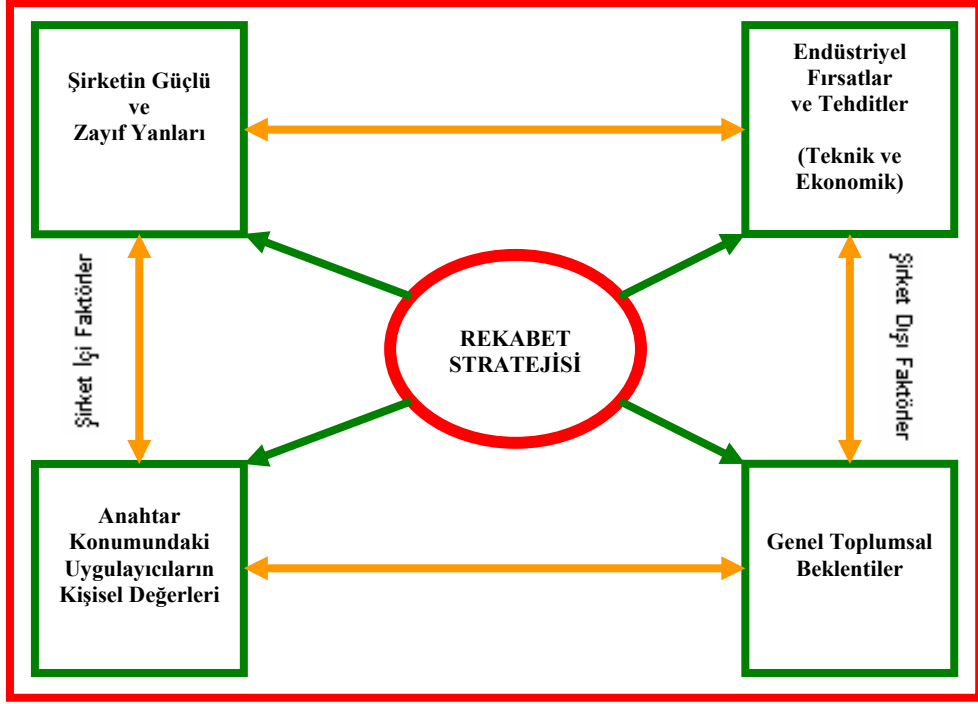 Şirketin Güçlü
ve
Zayıf Yanları
Endüstriyel
Fırsatlar
ve Tehditler
(Teknik ve
Ekonomik)
Şirket İçi Faktörler
REKABET
STRATEJİSİ
Şirket Dışı Faktörler
Anahtar
Konumundaki
Uygulayıcıların
Kişisel Değerleri
Genel Toplumsal
Beklentiler